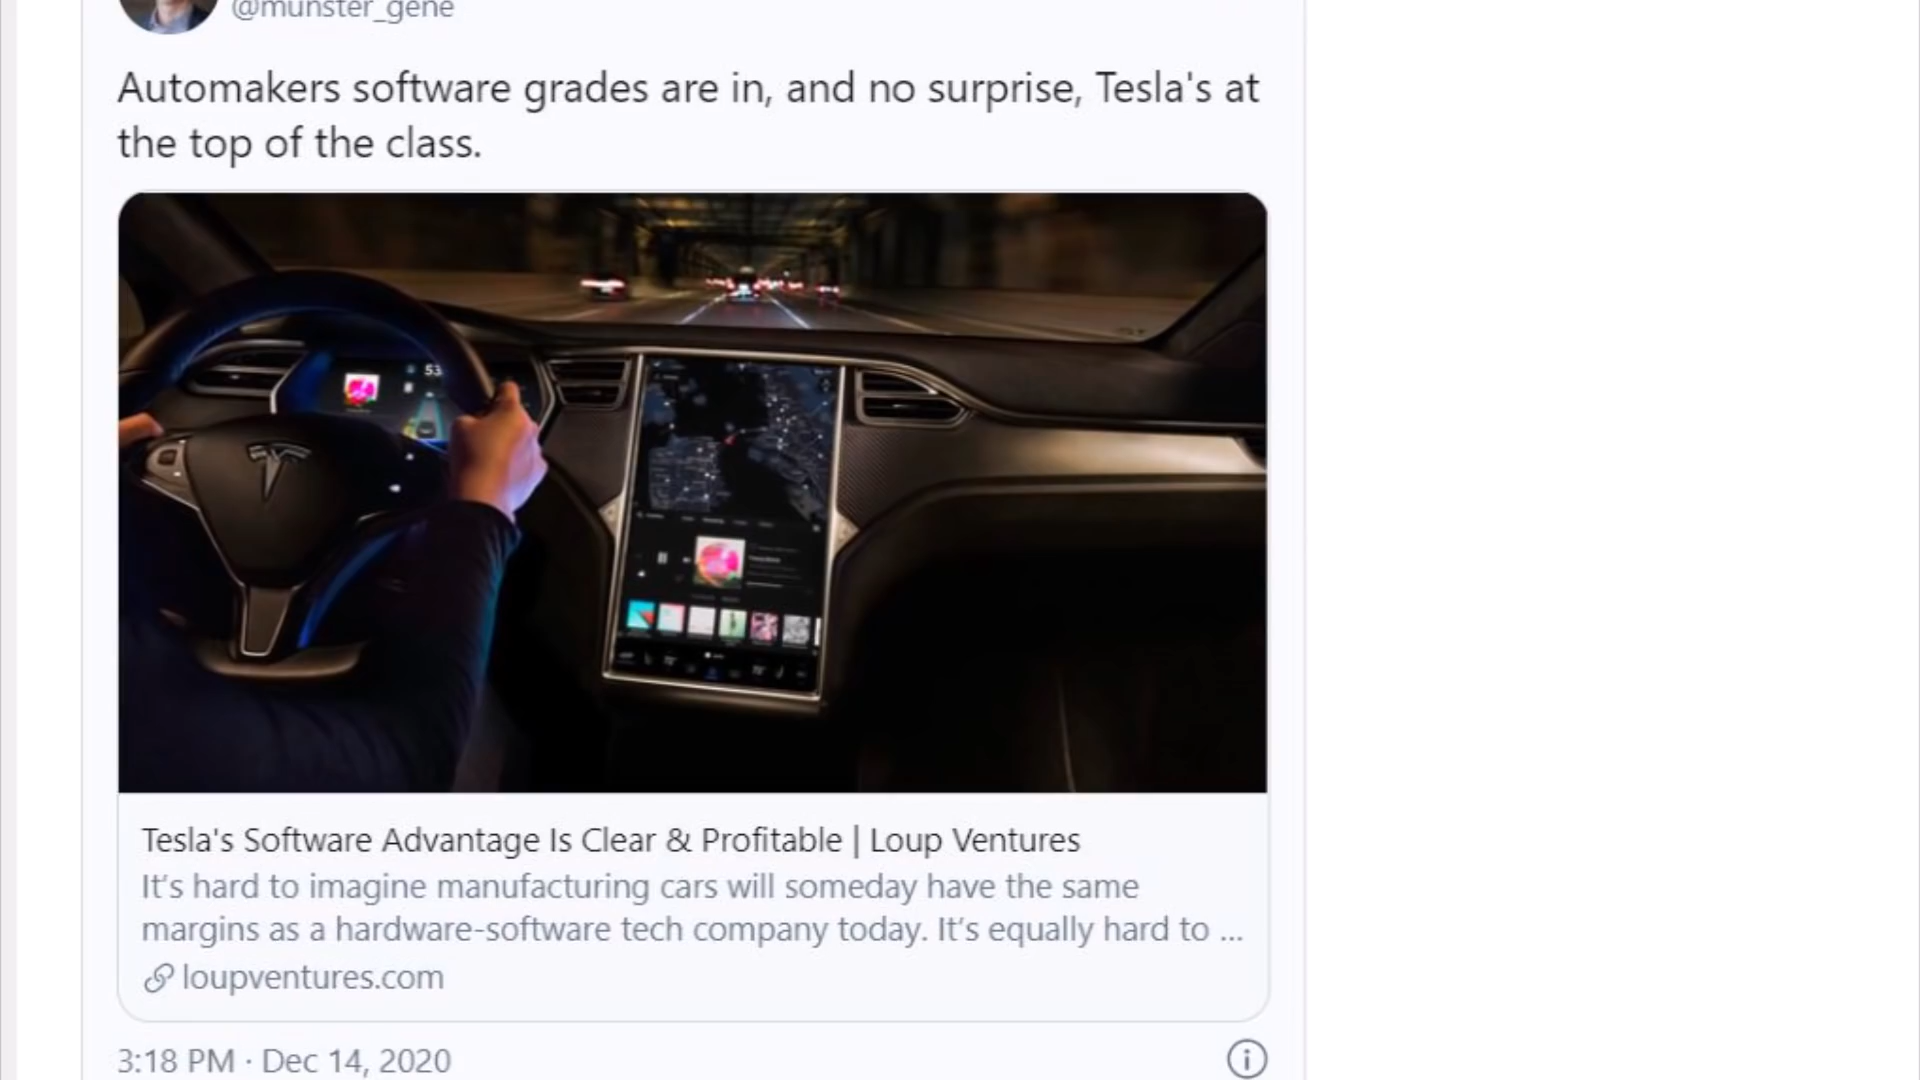 @munster_gene
Automakers software grades are in, and no surprise, Tesla's at
the top of the class.
53
Tesla's Software Advantage Is Clear & Profitable | Loup Ventures
It's hard to imagine manufacturing cars will someday have the same
margins as a hardware-software tech company today. It's equally hard to ...
loupventures.com
3:18 PM · Dec 14, 2020